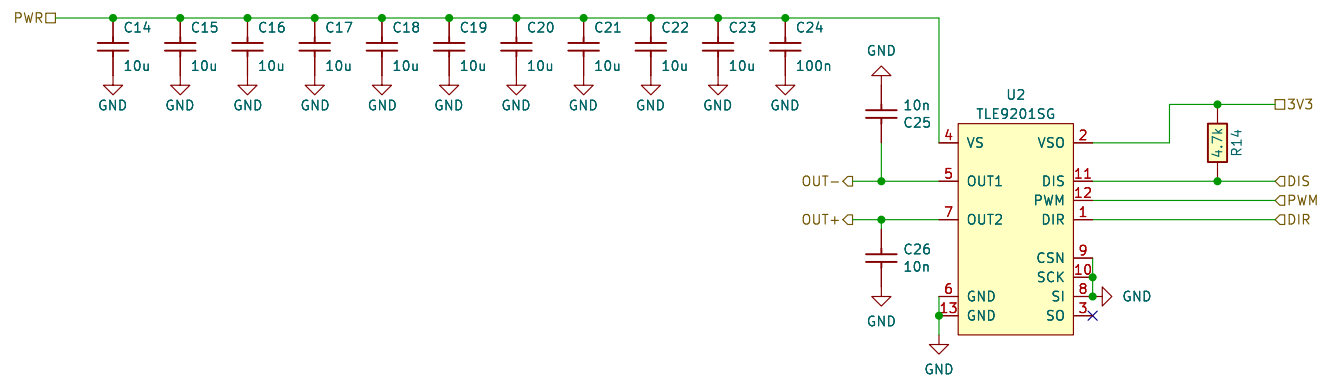 PWR
C14 C15 C16 C17 C18 C19 C20 C21 C22 C23 C24
10u 10u 10u 10u 10u 10u 10u 10u 10u 10u 100n
GND GND GND GND GND GND GND GND GND GND GND
GND
10n
C25
U2
TLE9201SG
3V3
4.7k
R14
4 VS VSO 2
OUT- 5 OUT1 DIS 11 DIS
PWM 12 PWM
OUT+ 7 OUT2 DIR 1 DIR
C26
10n
GND
CSN 9
SCK 10
6 GND SI 8 GND
13 GND SO 3
GND